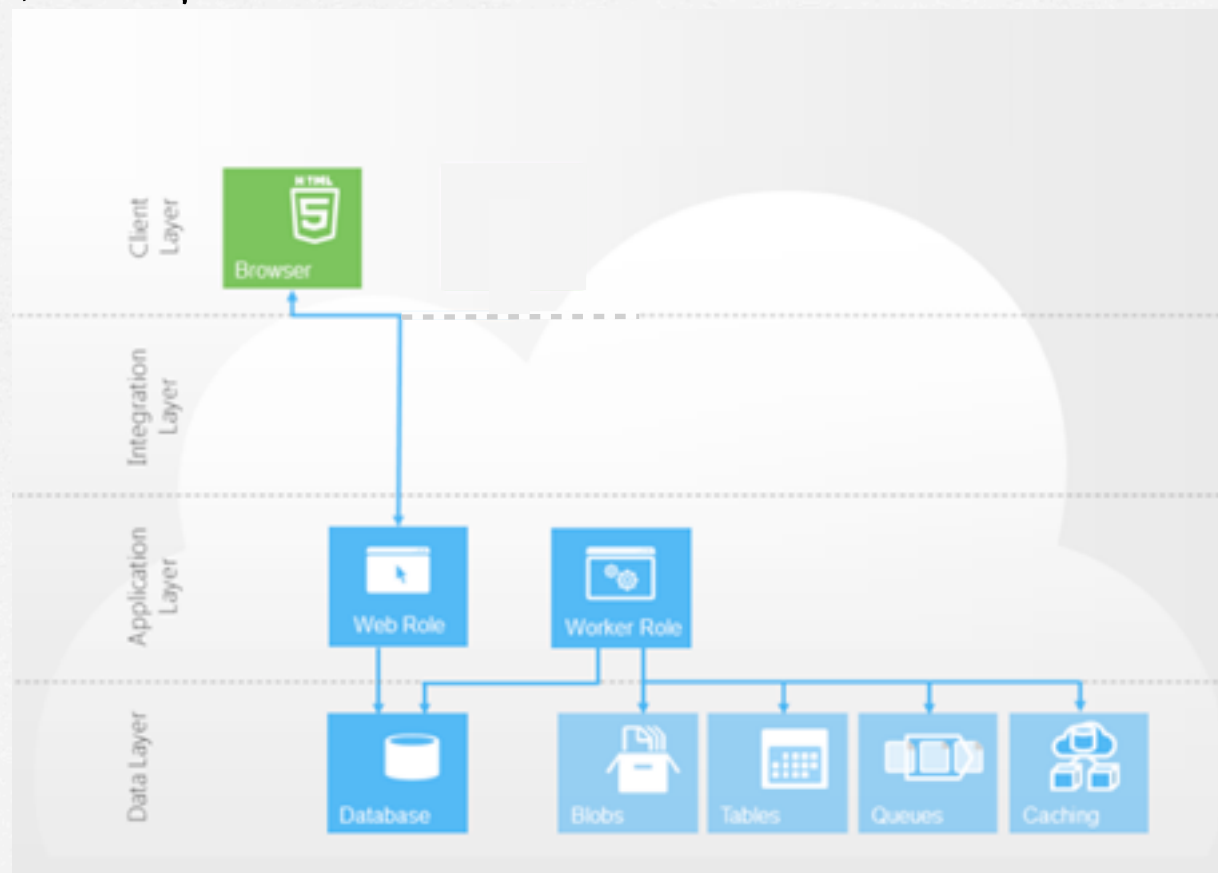 HTML
5
Client
Layer
Browser
Integration
Layer
Application
Layer
Web Role
Worker Role
Data Layer
Database
Blobs
Tables
Queues
Caching